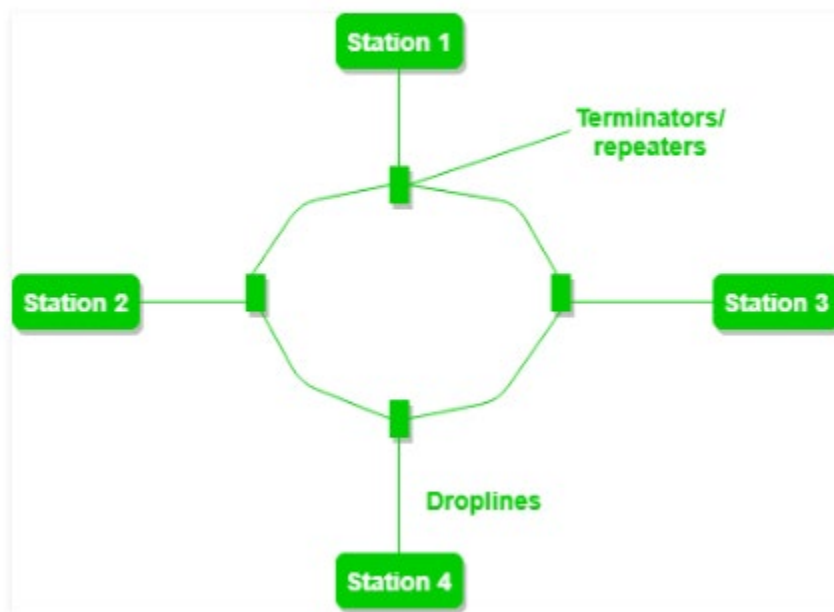 Station 1
Terminators/
repeaters
Station 2
Station 3
Droplines
Station 4